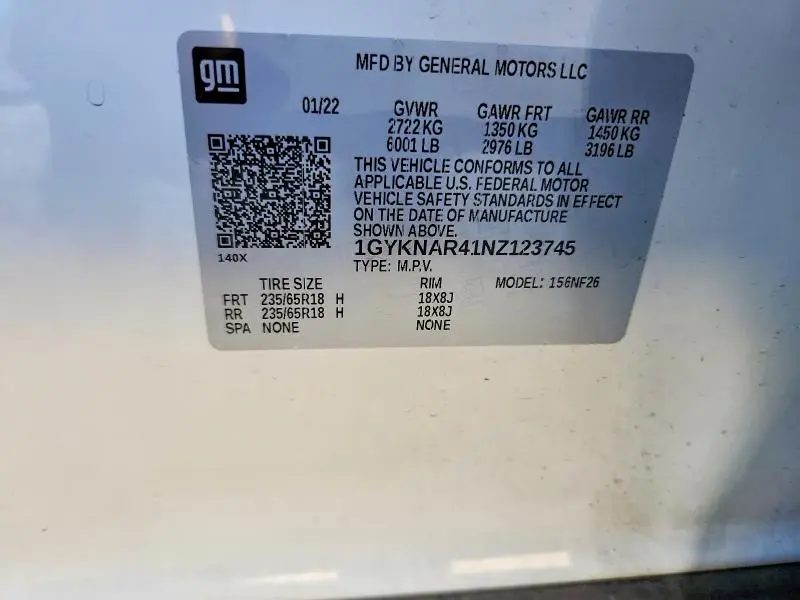 gm
MFD BY GENERAL MOTORS LLC
01/22 GVWR GAWR FRT GAWR RR
2722 KG 1350 KG 1450 KG
6001 LB 2976 LB 3196 LB
THIS VEHICLE CONFORMS TO ALL
APPLICABLE U.S. FEDERAL MOTOR
VEHICLE SAFETY STANDARDS IN EFFECT
ON THE DATE OF MANUFACTURE
SHOWN ABOVE.
1GYKNAR41NZ123745
140X
TYPE: M.P.V.
TIRE SIZE RIM MODEL: 156NF26
FRT 235/65R18 H 18X8J
RR 235/65R18 H 18X8J
SPA NONE NONE